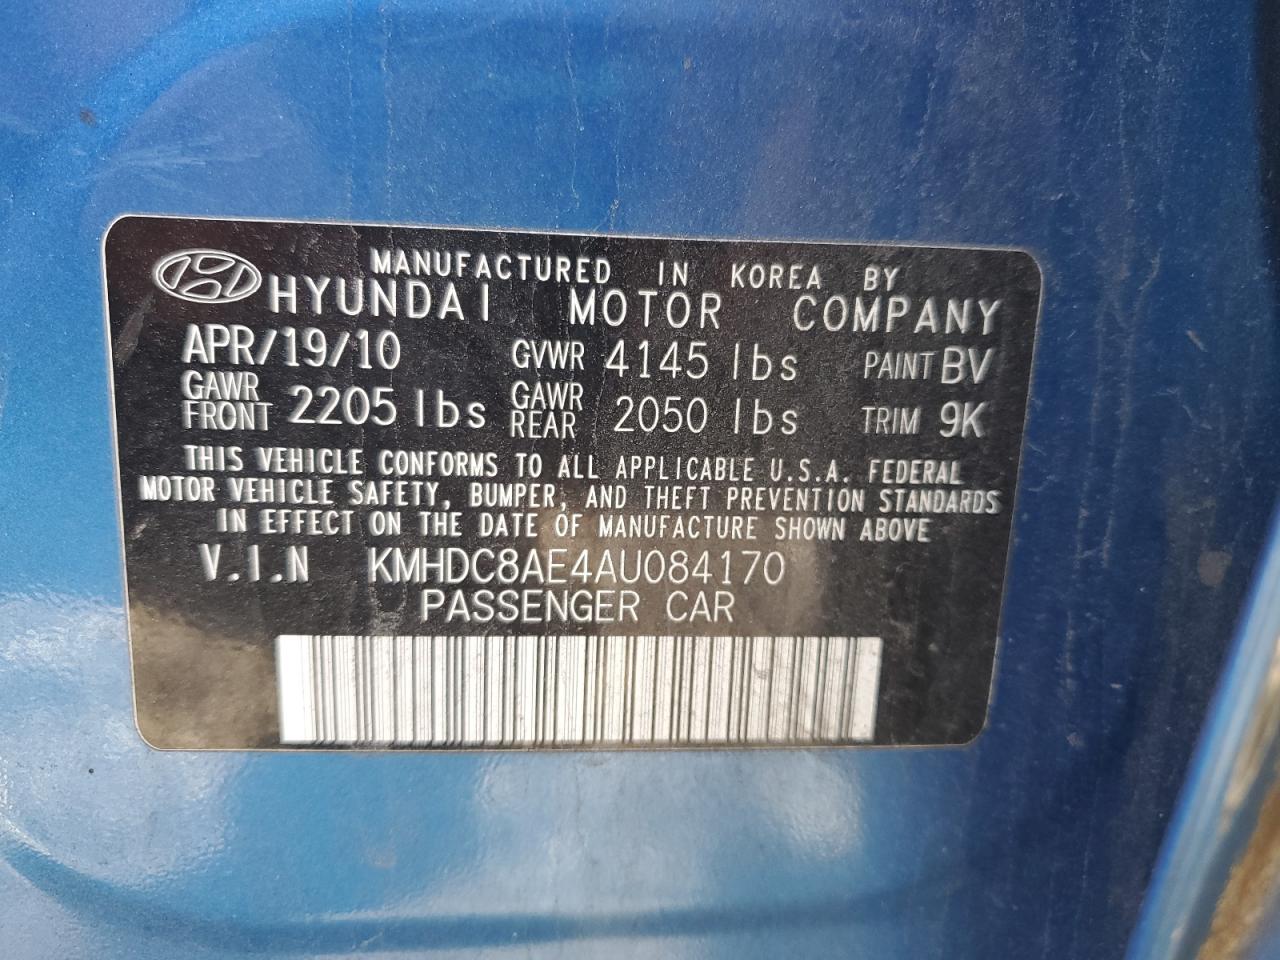 MANUFACTURED IN KOREA BY
HYUNDAI MOTOR COMPANY
APR/19/10 GVWR 4145 lbs PAINT BV
GAWR FRONT 2205 lbs GAWR REAR 2050 lbs TRIM 9K
THIS VEHICLE CONFORMS TO ALL APPLICABLE U.S.A. FEDERAL
MOTOR VEHICLE SAFETY, BUMPER, AND THEFT PREVENTION STANDARDS
IN EFFECT ON THE DATE OF MANUFACTURE SHOWN ABOVE
V.I.N KMHDC8AE4AU084170
PASSENGER CAR